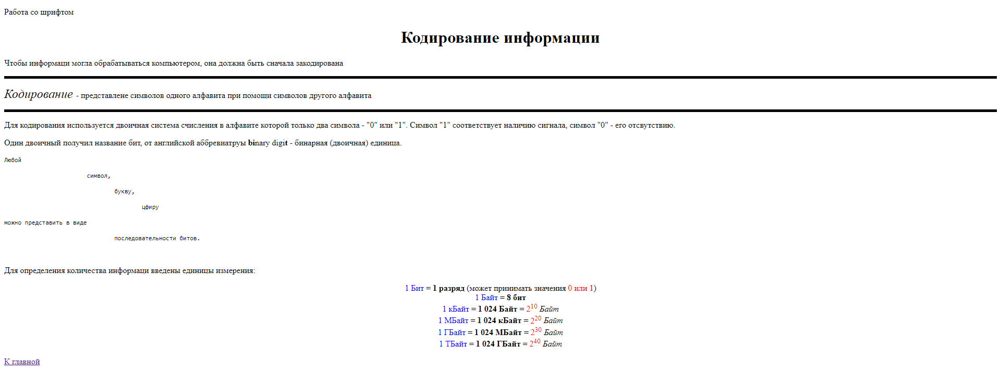 Работа со шрифтом
Кодирование информации
Чтобы информаци могла обрабатываться компьютером, она должна быть сначала закодирована
Кодирование - представлене символов одного алфавита при помощи символов другого алфавита
Для кодирования используется двоичная система счисления в алфавите которой только два символа - "0" или "1". Символ "1" соответствует наличию сигнала, символ "0" - его отсвутствию.
Один двоичный получил название бит, от английской аббревиатруы binary digit - бинарная (двоичная) единица.
Любой
символ,
букву,
цфиру
можно представить в виде
последовательности битов.
Для определения количества информаци введены единицы измерения:
1 Бит = 1 разряд (может принимать значения 0 или 1)
1 Байт = 8 бит
1 кБайт = 1 024 Байт = 2^10 Байт
1 МБайт = 1 024 кБайт = 2^20 Байт
1 ГБайт = 1 024 МБайт = 2^30 Байт
1 ТБайт = 1 024 ГБайт = 2^40 Байт
К главной